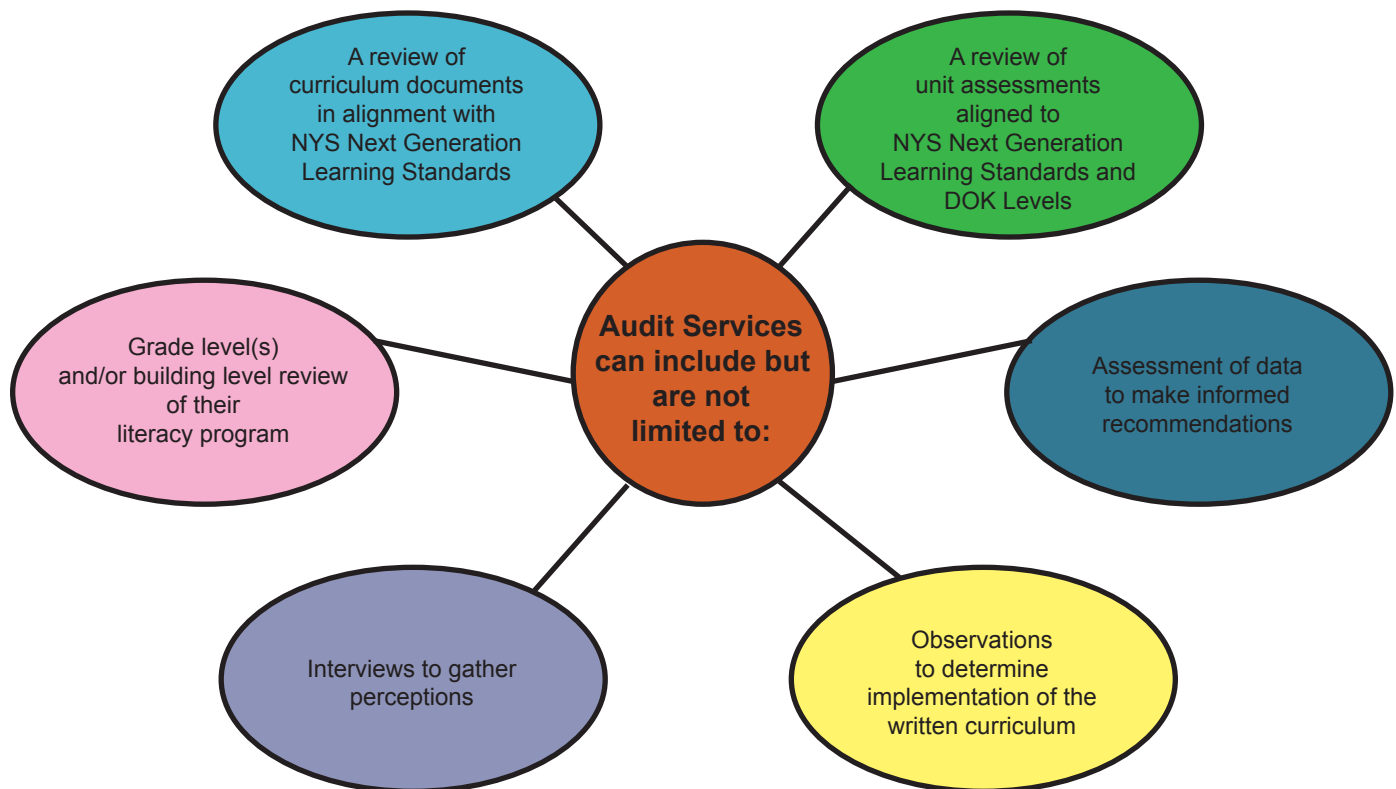 A review of
curriculum documents
in alignment with
NYS Next Generation
Learning Standards
A review of
unit assessments
aligned to
NYS Next Generation
Learning Standards and
DOK Levels
Audit Services
can include but
are not
limited to:
Grade level(s)
and/or building level review
of their
literacy program
Assessment of data
to make informed
recommendations
Interviews to gather
perceptions
Observations
to determine
implementation of the
written curriculum